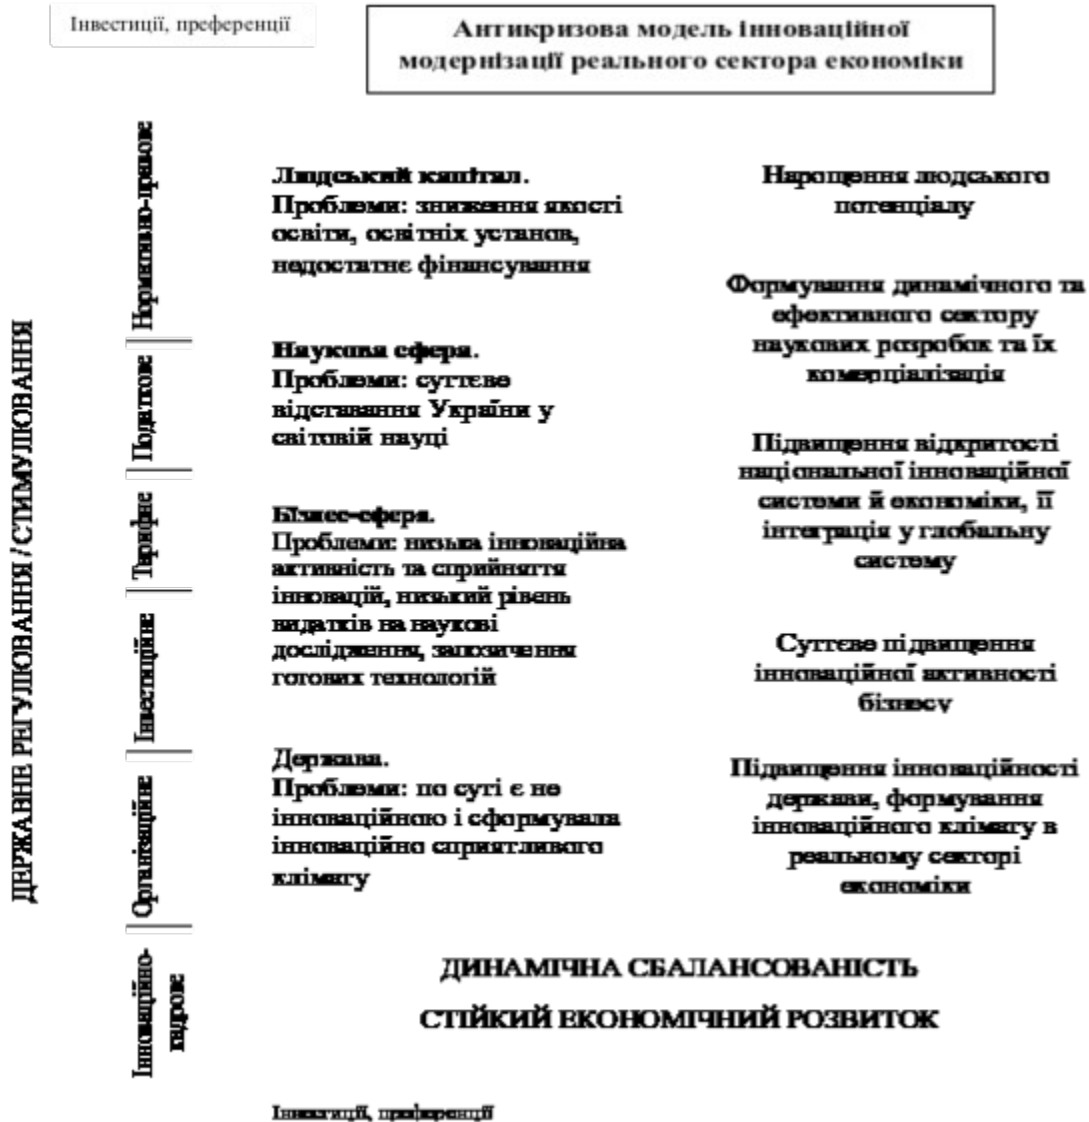 Інвестиції, преференції
Антикризова модель інноваційної
модернізації реального сектора економіки
ДЕРЖАВНЕ РЕГУЛЮВАННЯ / СТИМУЛЮВАННЯ
Нормативно-правове
Податкове
Тарифне
Інвестиційне
Організаційне
Інноваційно-
кадрове
Людський капітал.
Проблеми: зниження якості
освіти, освітніх установ,
недостатнє фінансування
Наукова сфера.
Проблеми: суттєве
відставання України у
світовій науці
Бізнес-сфера.
Проблеми: низька інноваційна
активність та сприйняття
інновацій, низький рівень
видатків на наукові
дослідження, запозичення
готових технологій
Держава.
Проблеми: по суті є не
інноваційною і сформувала
інноваційно сприятливого
клімату
Нарощення людського
потенціалу
Формування динамічного та
ефективного сектору
наукових розробок та їх
комерціалізація
Підвищення відкритості
національної інноваційної
системи й економіки, її
інтеграція у глобальну
систему
Суттєве підвищення
інноваційної активності
бізнесу
Підвищення інноваційності
держави, формування
інноваційного клімату в
реальному секторі
економіки
ДИНАМІЧНА СБАЛАНСОВАНІСТЬ
СТІЙКИЙ ЕКОНОМІЧНИЙ РОЗВИТОК
Інвестиції, преференції